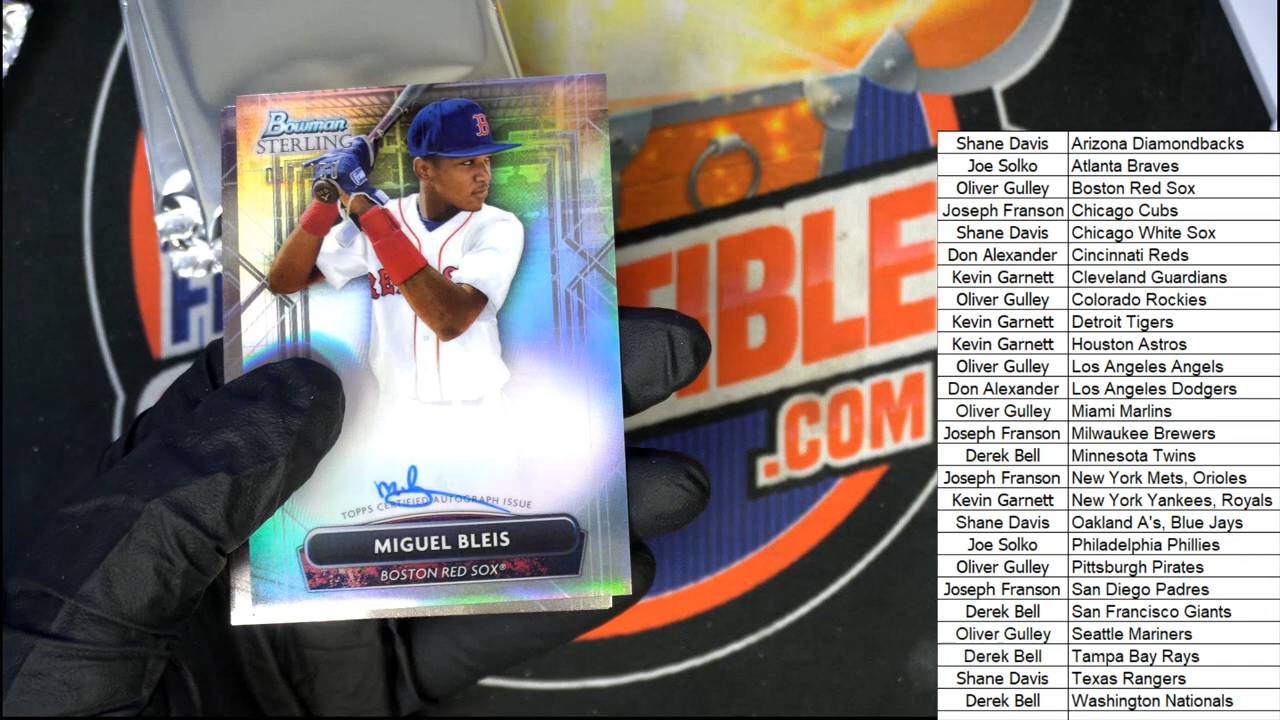 Bowman
STERLING
B
RE
TOPPS CERTIFIED AUTOGRAPH ISSUE
MIGUEL BLEIS
BOSTON RED SOX®
TIBLE
.COM
Shane Davis Arizona Diamondbacks
Joe Solko Atlanta Braves
Oliver Gulley Boston Red Sox
Joseph Franson Chicago Cubs
Shane Davis Chicago White Sox
Don Alexander Cincinnati Reds
Kevin Garnett Cleveland Guardians
Oliver Gulley Colorado Rockies
Kevin Garnett Detroit Tigers
Kevin Garnett Houston Astros
Oliver Gulley Los Angeles Angels
Don Alexander Los Angeles Dodgers
Oliver Gulley Miami Marlins
Joseph Franson Milwaukee Brewers
Derek Bell Minnesota Twins
Joseph Franson New York Mets, Orioles
Kevin Garnett New York Yankees, Royals
Shane Davis Oakland A's, Blue Jays
Joe Solko Philadelphia Phillies
Oliver Gulley Pittsburgh Pirates
Joseph Franson San Diego Padres
Derek Bell San Francisco Giants
Oliver Gulley Seattle Mariners
Derek Bell Tampa Bay Rays
Shane Davis Texas Rangers
Derek Bell Washington Nationals